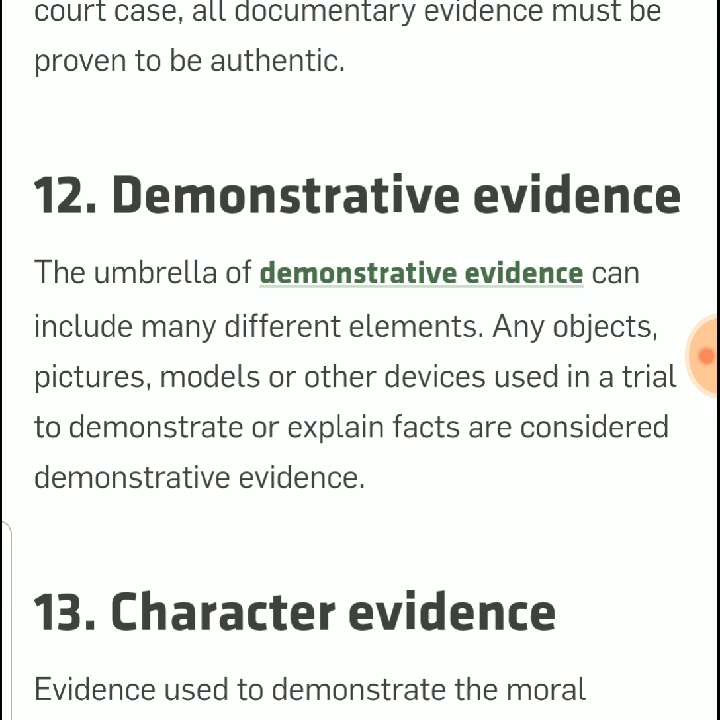 court case, all documentary evidence must be
proven to be authentic.
12. Demonstrative evidence
The umbrella of demonstrative evidence can
include many different elements. Any objects,
pictures, models or other devices used in a trial
to demonstrate or explain facts are considered
demonstrative evidence.
13. Character evidence
Evidence used to demonstrate the moral